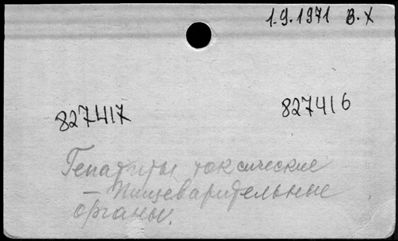 1.9.1971 В.Х
827417 827416
Гепатиты токсические
— Пищеварительные
органы.